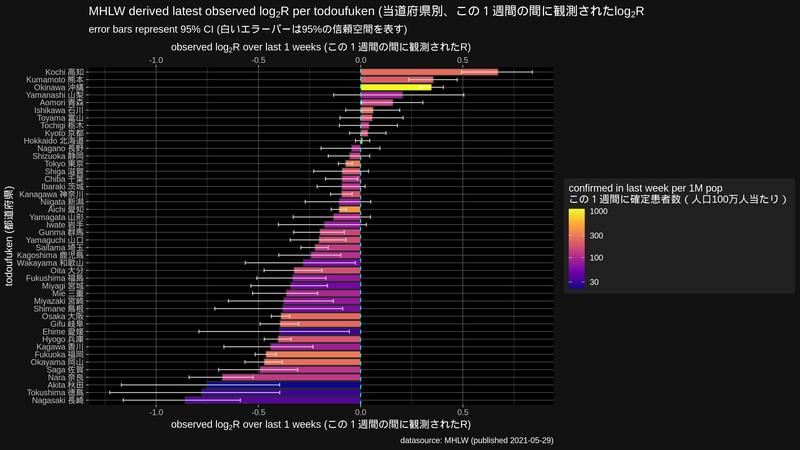 MHLW derived latest observed log2R per todoufuken (当道府県別、この１週間の間に観測されたlog2R
error bars represent 95% CI (白いエラーバーは95%の信頼空間を表す)
observed log2R over last 1 weeks (この１週間の間に観測されたR)
-1.0 -0.5 0.0 0.5
todoufuken (都道府県)
Kochi 高知
Kumamoto 熊本
Okinawa 沖縄
Yamanashi 山梨
Aomori 青森
Ishikawa 石川
Toyama 富山
Tochigi 栃木
Kyoto 京都
Hokkaido 北海道
Nagano 長野
Shizuoka 静岡
Tokyo 東京
Shiga 滋賀
Chiba 千葉
Ibaraki 茨城
Kanagawa 神奈川
Niigata 新潟
Aichi 愛知
Yamagata 山形
Iwate 岩手
Gunma 群馬
Yamaguchi 山口
Saitama 埼玉
Kagoshima 鹿児島
Wakayama 和歌山
Oita 大分
Fukushima 福島
Miyagi 宮城
Mie 三重
Miyazaki 宮崎
Shimane 島根
Osaka 大阪
Gifu 岐阜
Ehime 愛媛
Hyogo 兵庫
Kagawa 香川
Fukuoka 福岡
Okayama 岡山
Saga 佐賀
Nara 奈良
Akita 秋田
Tokushima 徳島
Nagasaki 長崎
-1.0 -0.5 0.0 0.5
observed log2R over last 1 weeks (この１週間の間に観測されたR)
datasource: MHLW (published 2021-05-29)
confirmed in last week per 1M pop
この１週間に確定患者数 ( 人口100万人当たり )
1000
300
100
30